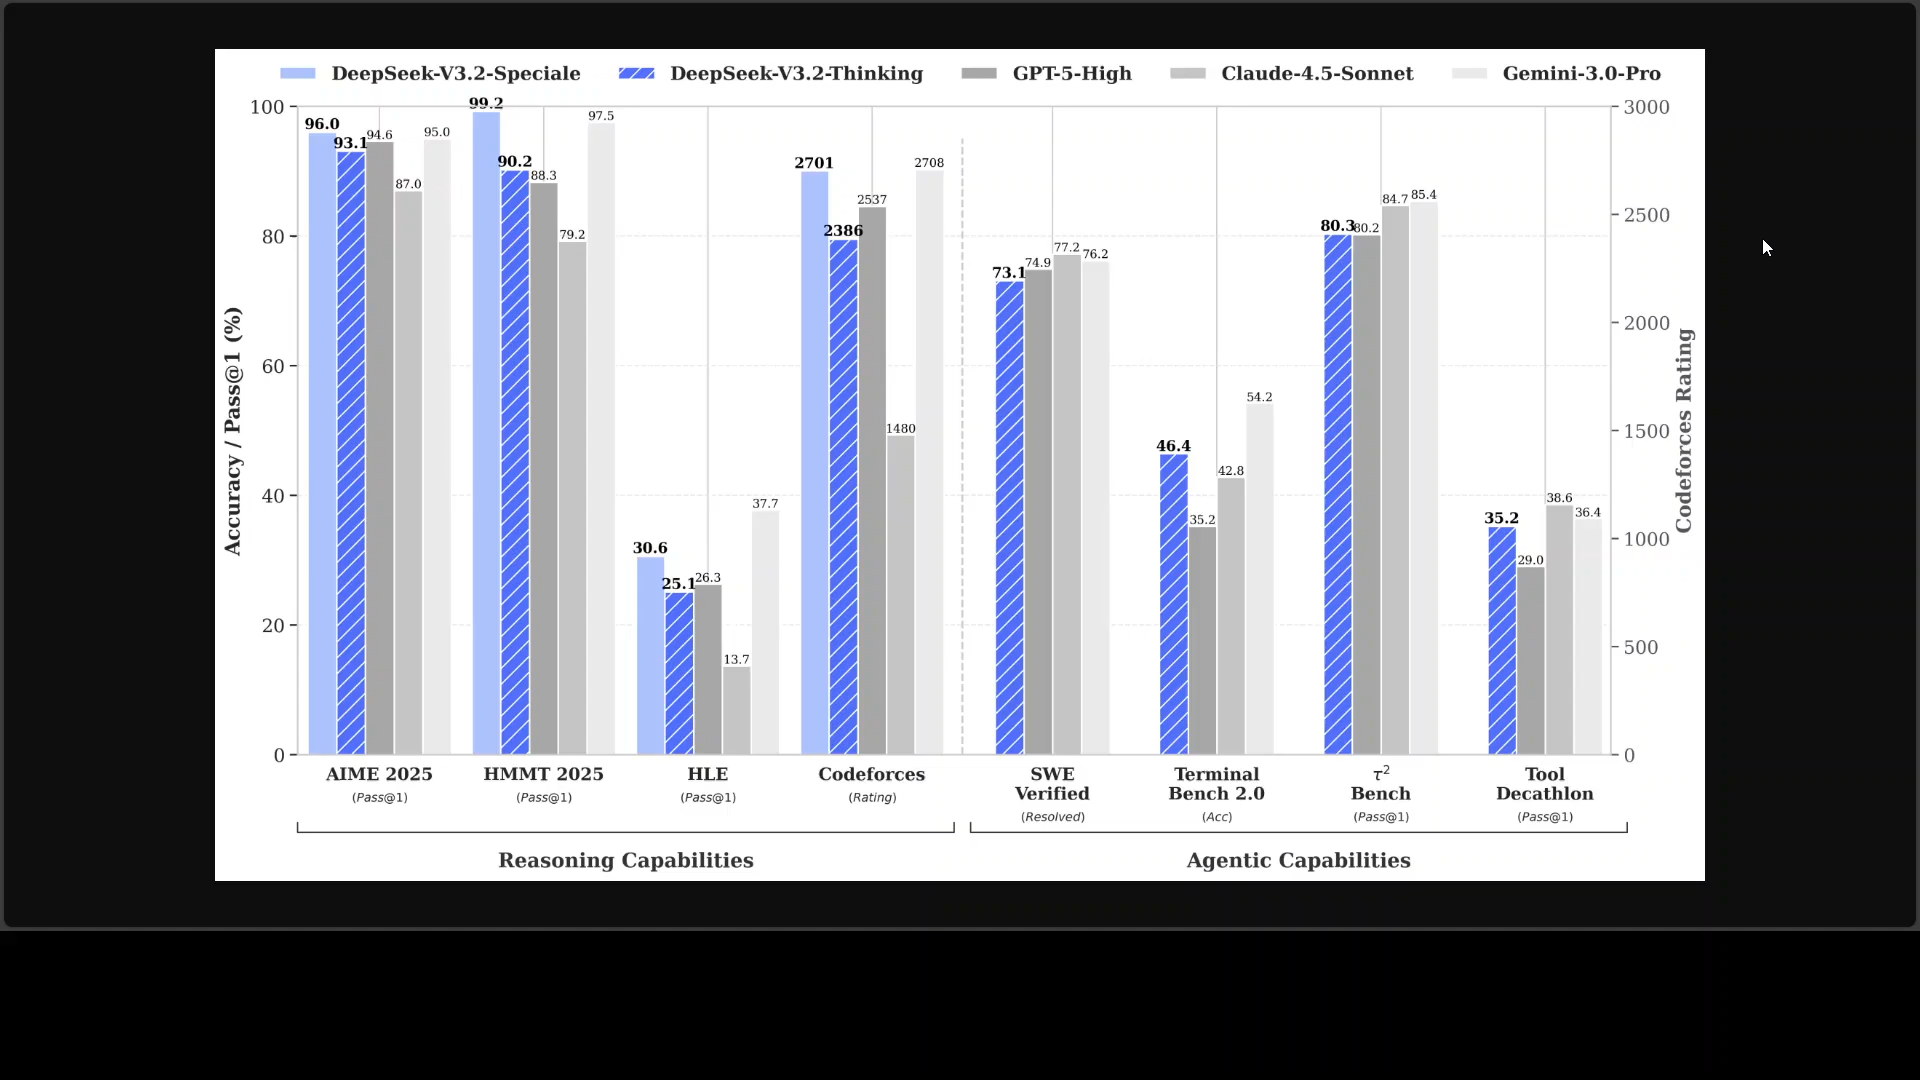 DeepSeek-V3.2-Speciale DeepSeek-V3.2-Thinking GPT-5-High Claude-4.5-Sonnet Gemini-3.0-Pro
Accuracy / Pass@1 (%)
100
80
60
40
20
0
96.0 93.1 94.6 87.0 95.0
99.2 90.2 88.3 79.2 97.5
30.6 25.1 26.3 13.7 37.7
2701 2386 2537 1480 2708
73.1 74.9 77.2 76.2
46.4 35.2 42.8 54.2
80.3 80.2 84.7 85.4
35.2 29.0 38.6 36.4
3000
2500
2000
1500
1000
500
0
Codeforces Rating
AIME 2025
(Pass@1)
HMMT 2025
(Pass@1)
HLE
(Pass@1)
Codeforces
(Rating)
SWE
Verified
(Resolved)
Terminal
Bench 2.0
(Acc)
τ²
Bench
(Pass@1)
Tool
Decathlon
(Pass@1)
Reasoning Capabilities
Agentic Capabilities